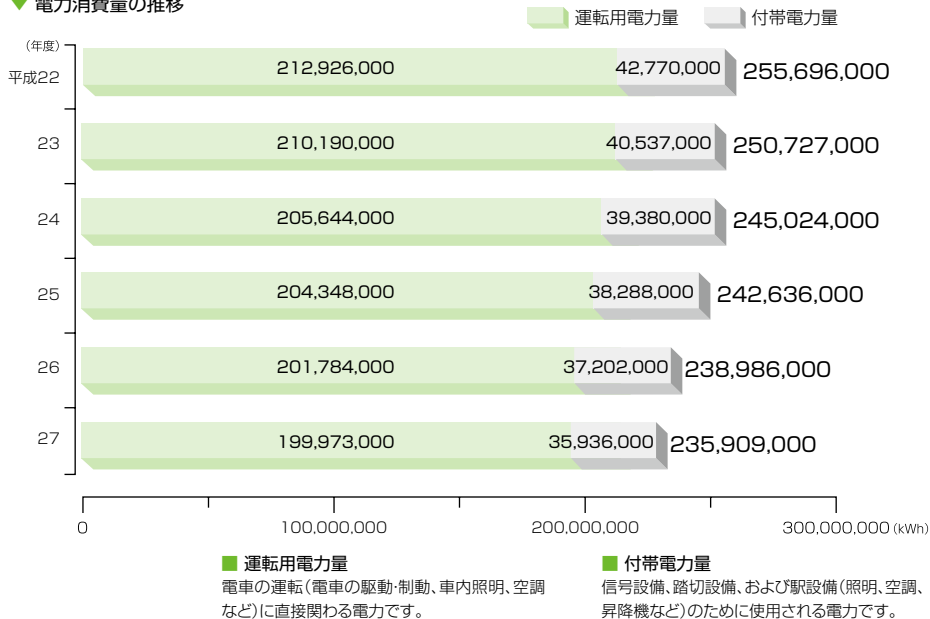 ▼ 電力消費量の推移
運転用電力量 付帯電力量
(年度)
平成22 212,926,000 42,770,000 255,696,000
23 210,190,000 40,537,000 250,727,000
24 205,644,000 39,380,000 245,024,000
25 204,348,000 38,288,000 242,636,000
26 201,784,000 37,202,000 238,986,000
27 199,973,000 35,936,000 235,909,000
0 100,000,000 200,000,000 300,000,000 (kWh)
■ 運転用電力量
電車の運転(電車の駆動・制動、車内照明、空調
など)に直接関わる電力です。
■ 付帯電力量
信号設備、踏切設備、および駅設備(照明、空調、
昇降機など)のために使用される電力です。